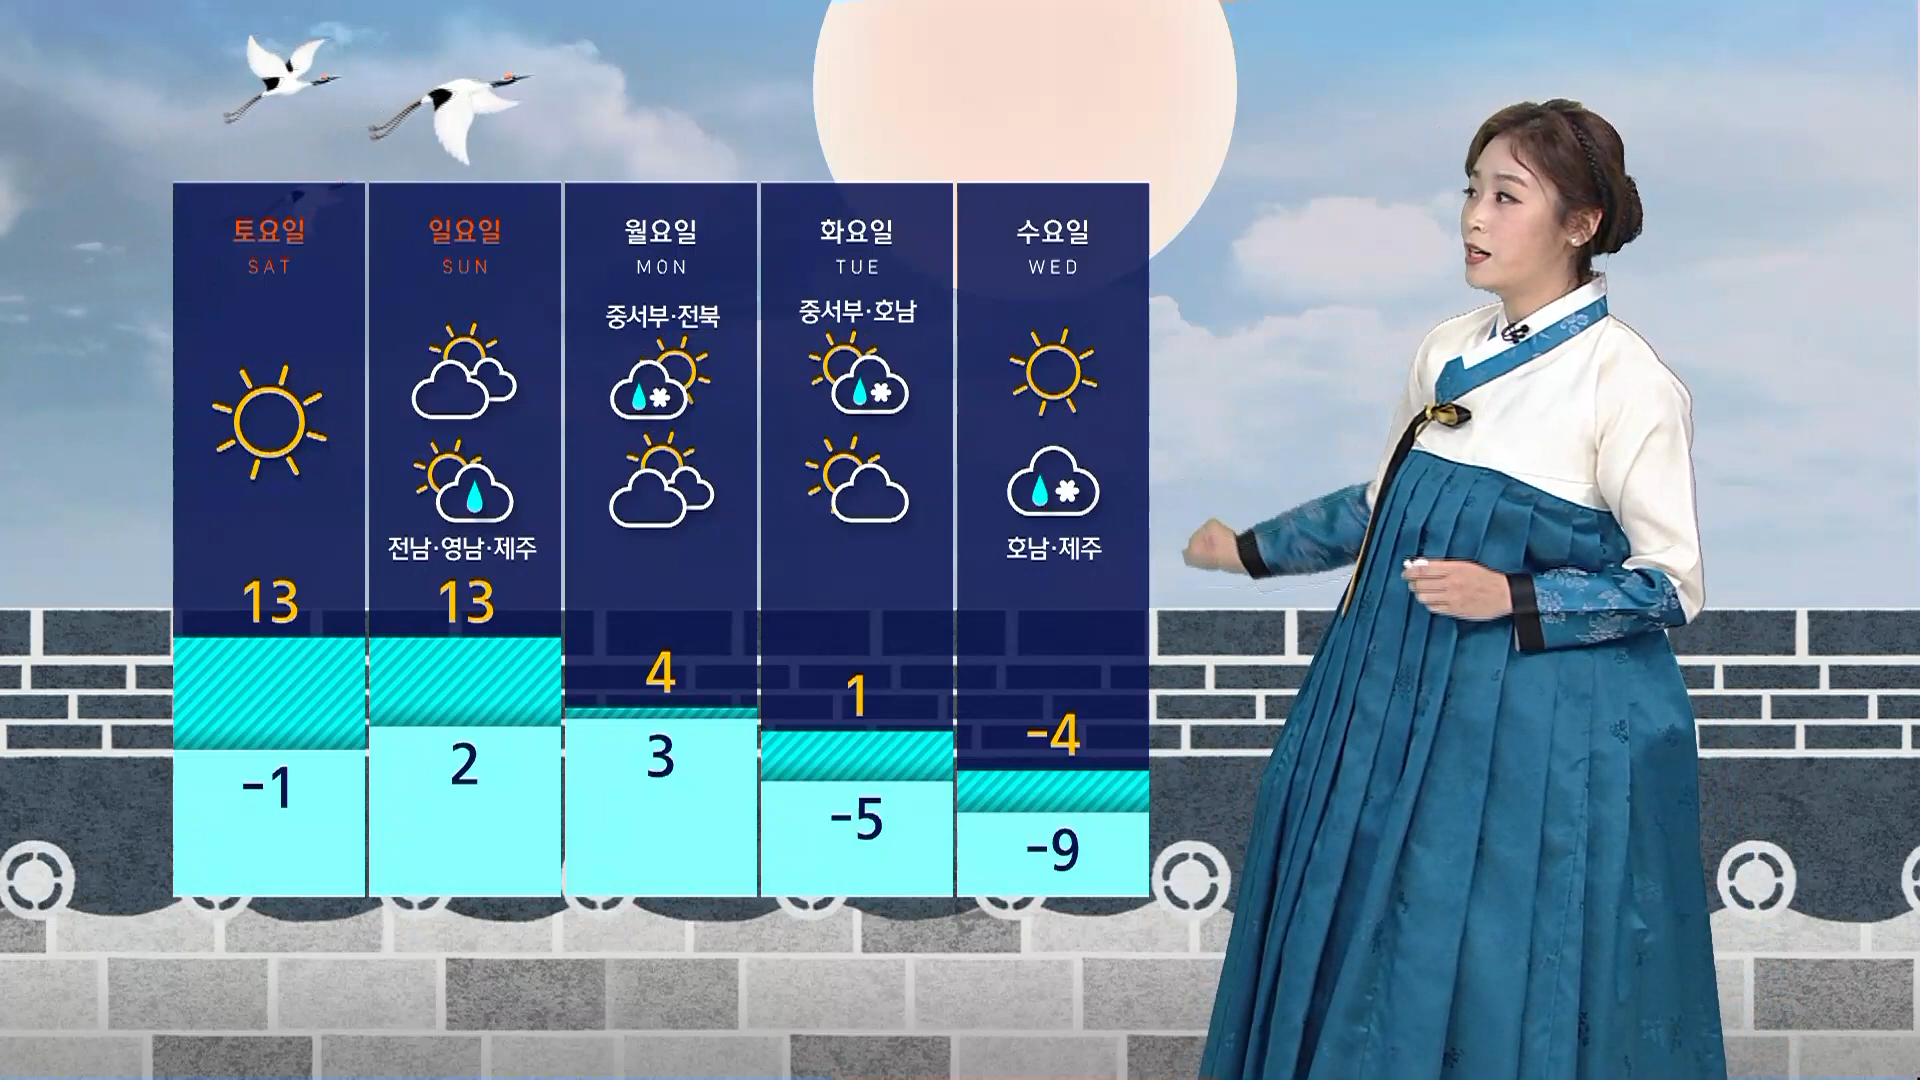 토요일
SAT
13
-1
일요일
SUN
전남·영남·제주
13
2
월요일
MON
중서부·전북
4
3
화요일
TUE
중서부·호남
1
-5
수요일
WED
호남·제주
-4
-9